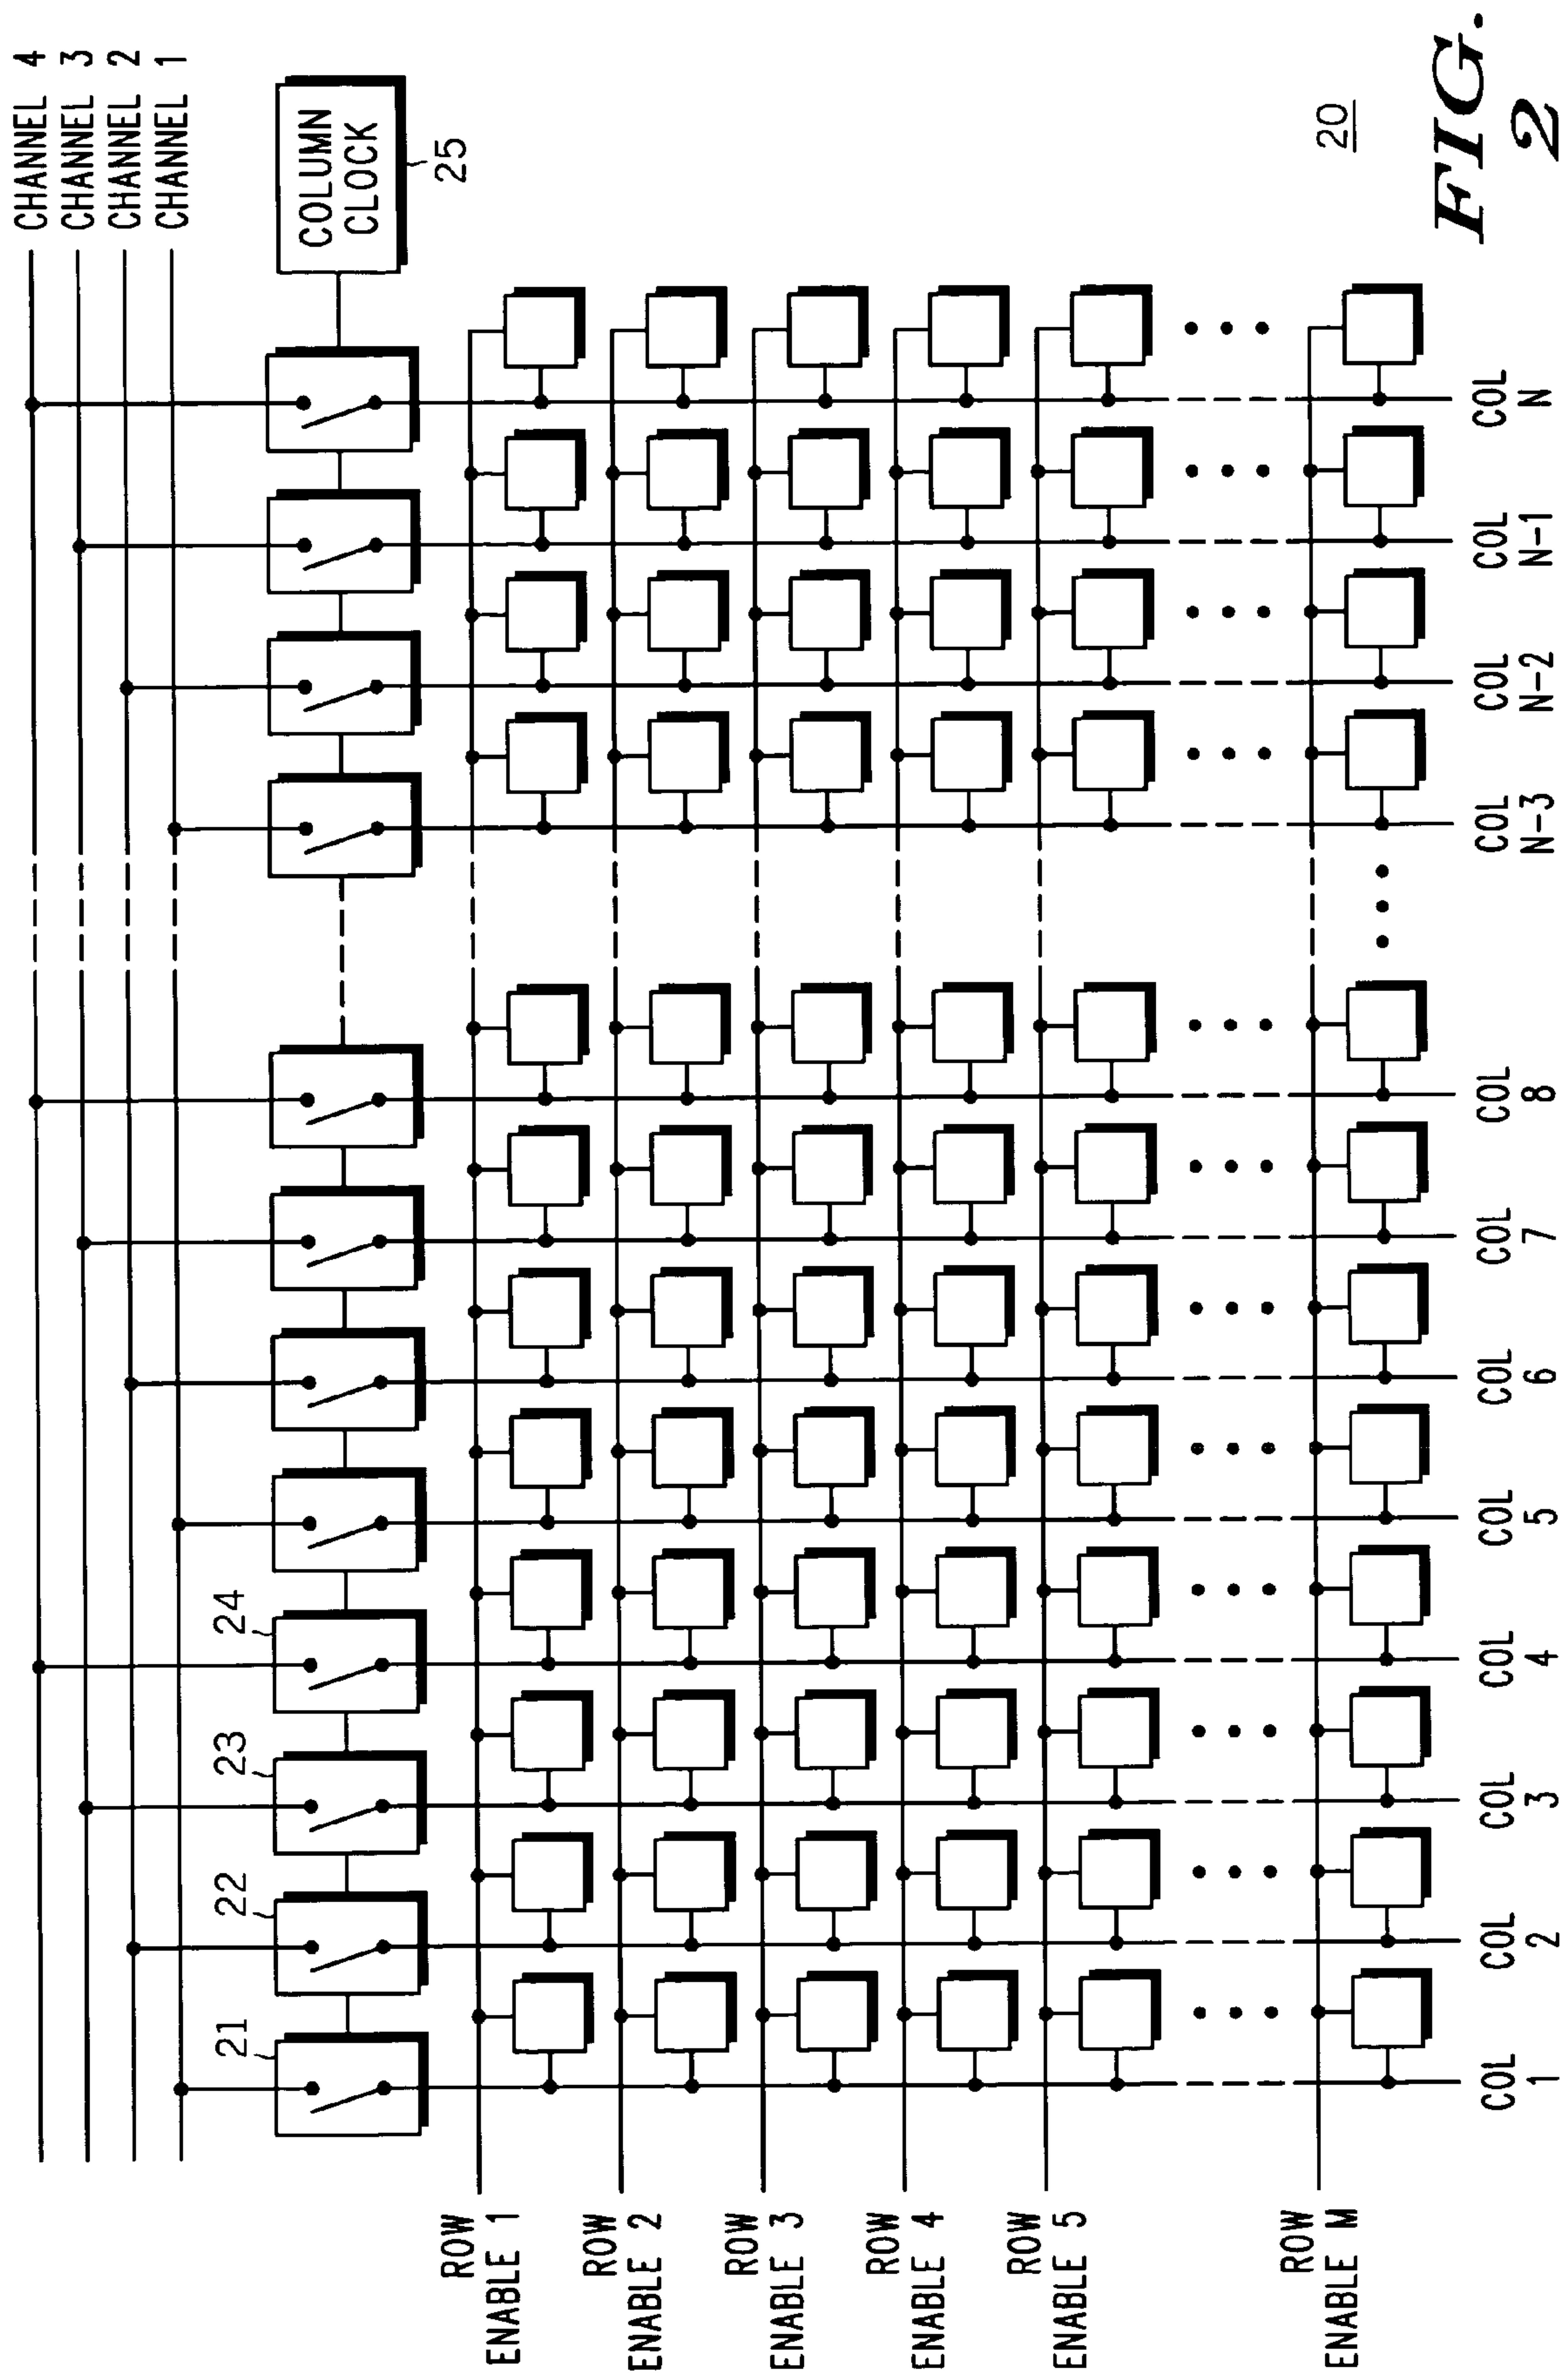 CHANNEL 4
CHANNEL 3
CHANNEL 2
CHANNEL 1
COLUMN
CLOCK
25
21
22
23
24
ROW
ENABLE 1
ROW
ENABLE 2
ROW
ENABLE 3
ROW
ENABLE 4
ROW
ENABLE 5
ROW
ENABLE M
COL
1
COL
2
COL
3
COL
4
COL
5
COL
6
COL
7
COL
8
COL
N-3
COL
N-2
COL
N-1
COL
N
20
FIG.
2